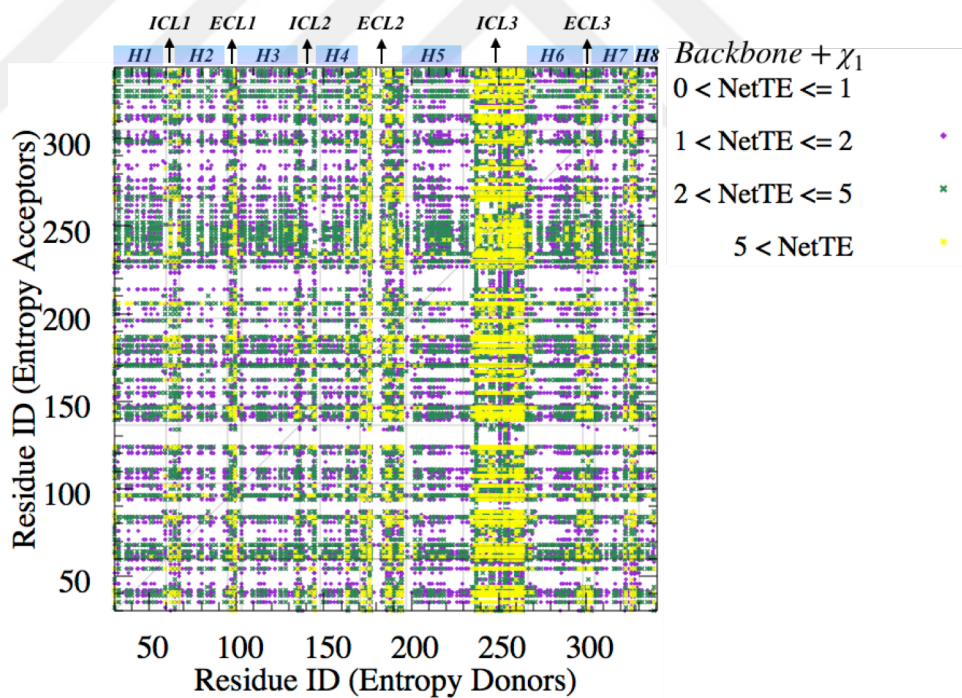 ICL1 ECL1 ICL2 ECL2 ICL3 ECL3
H1 H2 H3 H4 H5 H6 H7 H8
Backbone + χ₁
0 < NetTE <= 1
1 < NetTE <= 2
2 < NetTE <= 5
5 < NetTE
Residue ID (Entropy Acceptors)
300
250
200
150
100
50
50 100 150 200 250 300
Residue ID (Entropy Donors)